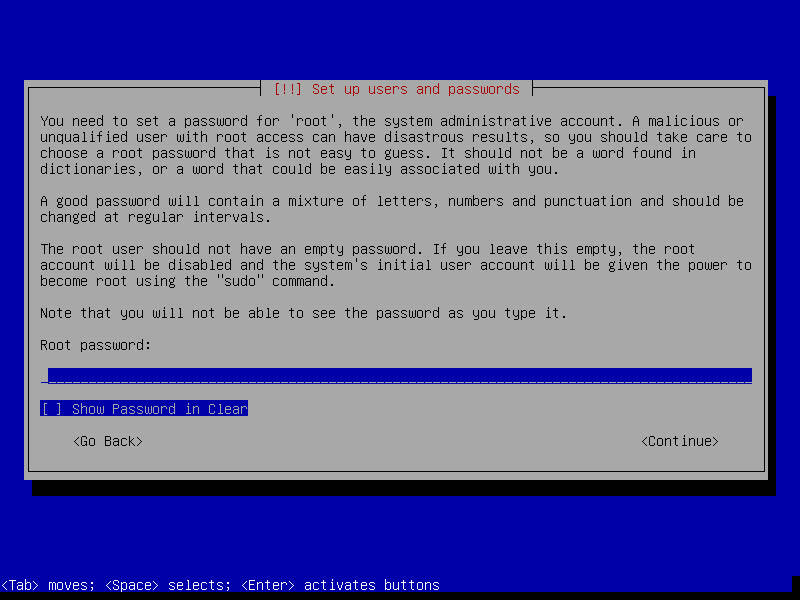 [!!] Set up users and passwords
You need to set a password for 'root', the system administrative account. A malicious or
unqualified user with root access can have disastrous results, so you should take care to
choose a root password that is not easy to guess. It should not be a word found in
dictionaries, or a word that could be easily associated with you.
A good password will contain a mixture of letters, numbers and punctuation and should be
changed at regular intervals.
The root user should not have an empty password. If you leave this empty, the root
account will be disabled and the system's initial user account will be given the power to
become root using the "sudo" command.
Note that you will not be able to see the password as you type it.
Root password:
[ ] Show Password in Clear
<Go Back> <Continue>
<Tab> moves; <Space> selects; <Enter> activates buttons